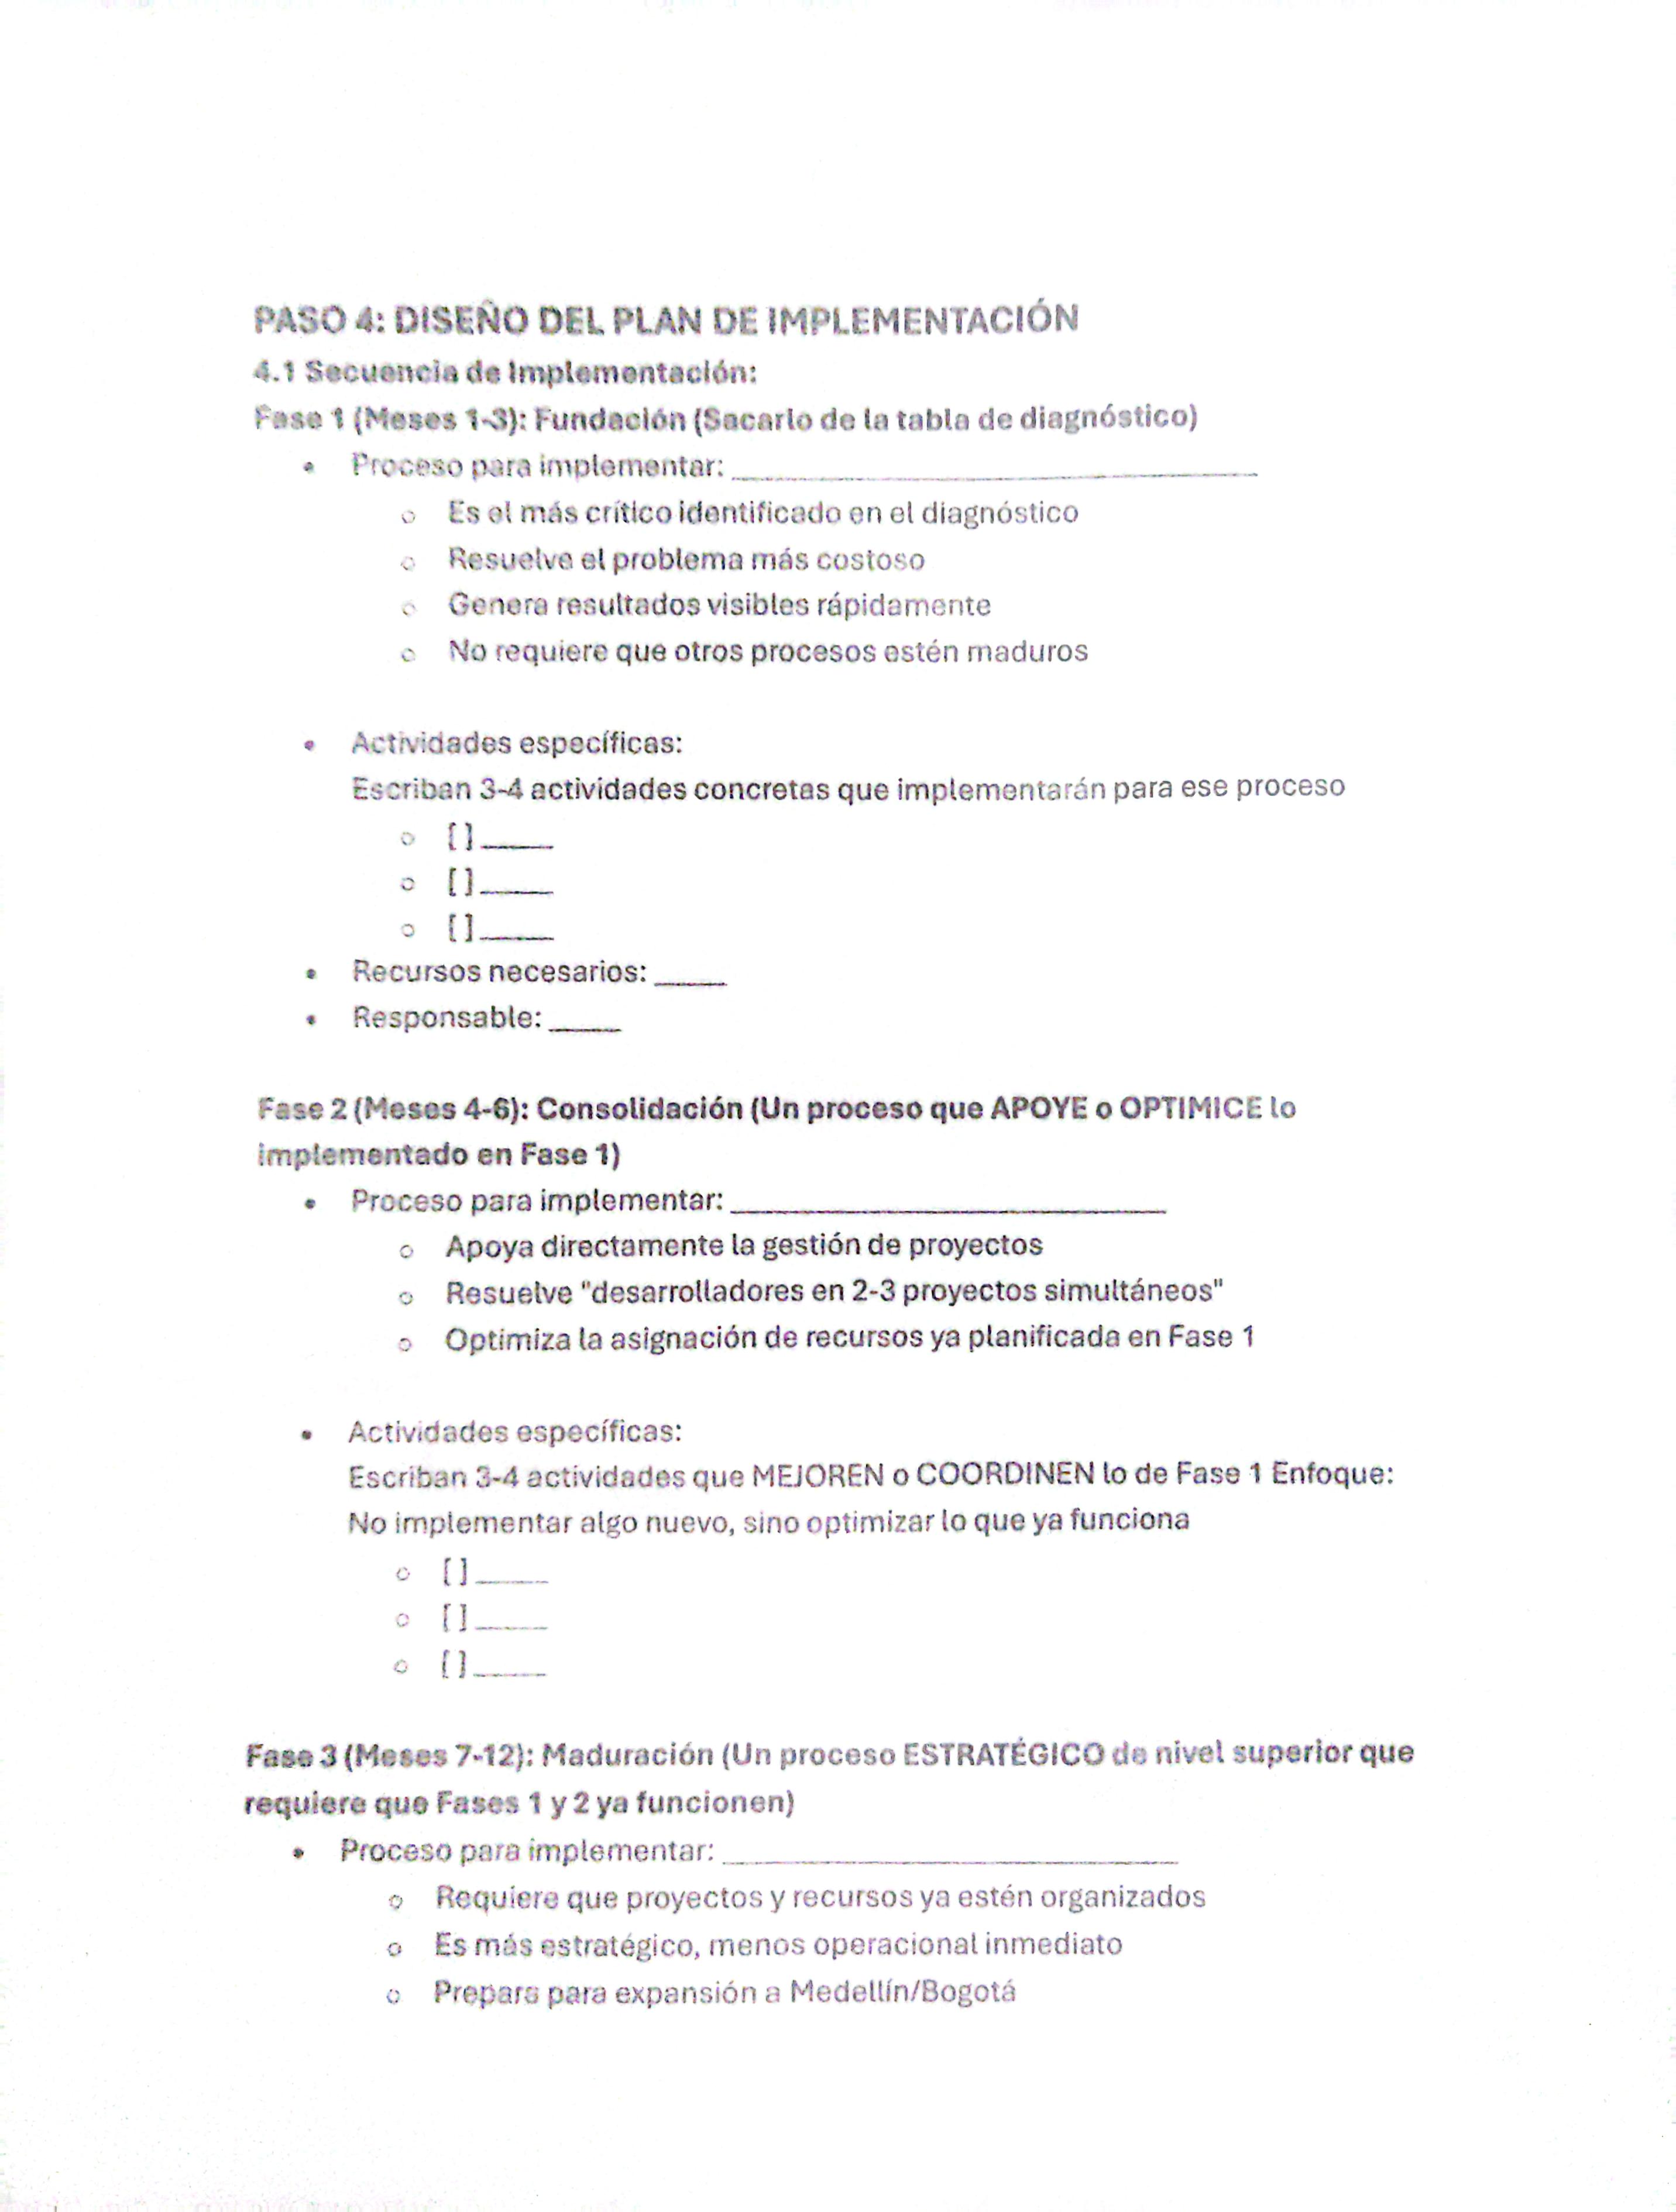 PASO 4: DISEÑO DEL PLAN DE IMPLEMENTACIÓN
4.1 Secuencia de Implementación:
Fase 1 (Meses 1-3): Fundación (Sacarlo de la tabla de diagnóstico)
• Proceso para implementar: ____________________
○ Es el más crítico identificado en el diagnóstico
○ Resuelve el problema más costoso
○ Genera resultados visibles rápidamente
○ No requiere que otros procesos estén maduros
• Actividades específicas:
Escriban 3-4 actividades concretas que implementarán para ese proceso
○ [ ] _____
○ [ ] _____
○ [ ] _____
• Recursos necesarios: _____
• Responsable: _____
Fase 2 (Meses 4-6): Consolidación (Un proceso que APOYE o OPTIMICE lo
implementado en Fase 1)
• Proceso para implementar: ____________________
○ Apoya directamente la gestión de proyectos
○ Resuelve "desarrolladores en 2-3 proyectos simultáneos"
○ Optimiza la asignación de recursos ya planificada en Fase 1
• Actividades específicas:
Escriban 3-4 actividades que MEJOREN o COORDINEN lo de Fase 1 Enfoque:
No implementar algo nuevo, sino optimizar lo que ya funciona
○ [ ] _____
○ [ ] _____
○ [ ] _____
Fase 3 (Meses 7-12): Maduración (Un proceso ESTRATÉGICO de nivel superior que
requiere que Fases 1 y 2 ya funcionen)
• Proceso para implementar: ____________________
○ Requiere que proyectos y recursos ya estén organizados
○ Es más estratégico, menos operacional inmediato
○ Prepara para expansión a Medellín/Bogotá